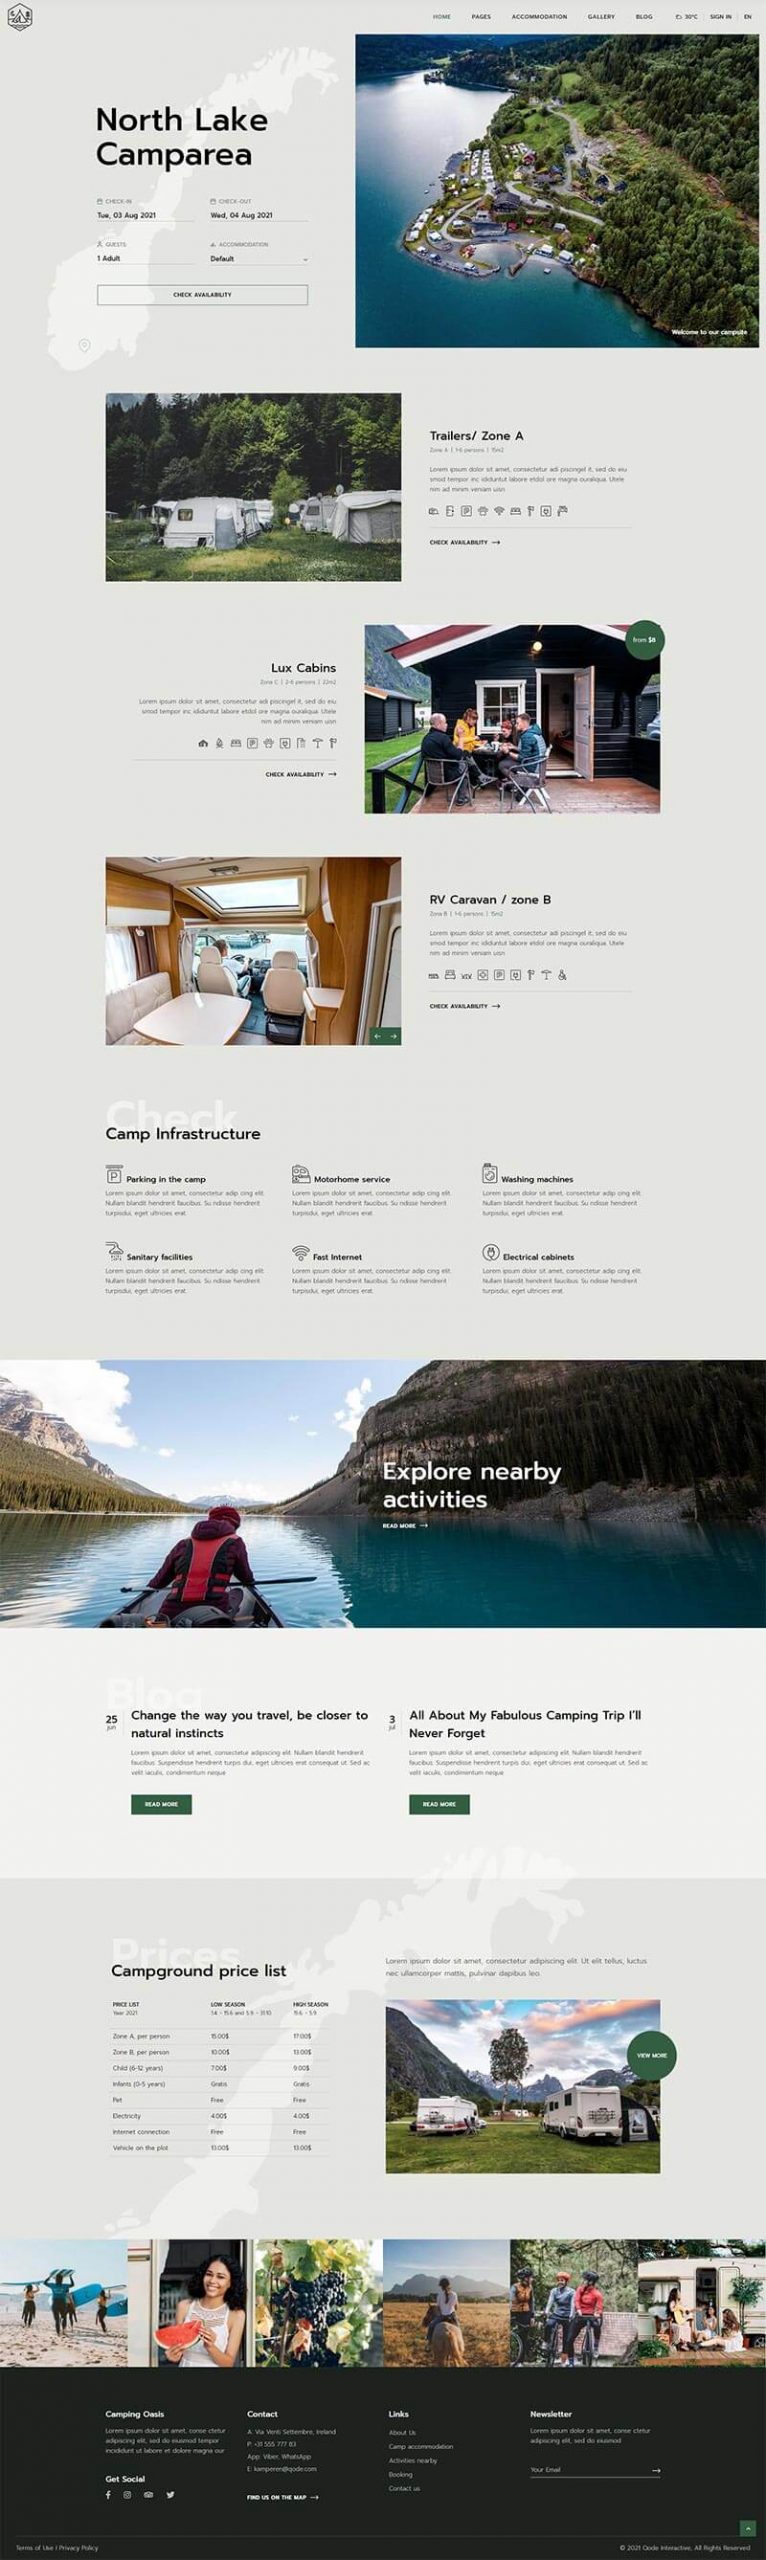 HOME PAGES ACCOMMODATION GALLERY BLOG 30°C SIGN IN EN
North Lake
Camparea
CHECK-IN CHECK-OUT
Tue, 03 Aug 2021 Wed, 04 Aug 2021
GUESTS ACCOMMODATION
1 Adult Default
CHECK AVAILABILITY
Welcome to our campsite
Trailers/ Zone A
Zone A | 1-6 persons | 15m2
Lorem ipsum dolor sit amet, consectetur adi piscingel it, sed do eiu
smod tempor inc ididuntut labore etdol ore magna ouraliqua. Utele
nim ad minim veniam uisn
CHECK AVAILABILITY
from $8
Lux Cabins
Zona C | 2-6 persons | 22m2
Lorem ipsum dolor sit amet, consectetur adi piscingel it, sed do eiu
smod tempor inc ididuntut labore etdol ore magna ouraliqua. Utele
nim ad minim veniam uisn
CHECK AVAILABILITY
RV Caravan / zone B
Zona B | 1-6 persons | 15m2
Lorem ipsum dolor sit amet, consectetur adi piscingel it, sed do eiu
smod tempor inc ididuntut labore etdol ore magna ouraliqua. Utele
nim ad minim veniam uisn
CHECK AVAILABILITY
Check
Camp Infrastructure
Parking in the camp
Lorem ipsum dolor sit amet, consectetur adip cing elit.
Nullam blandit hendrerit faucibus. Su ndisse hendrerit
turpisdui, eget ultricies erat.
Motorhome service
Lorem ipsum dolor sit amet, consectetur adip cing elit.
Nullam blandit hendrerit faucibus. Su ndisse hendrerit
turpisdui, eget ultricies erat.
Washing machines
Lorem ipsum dolor sit amet, consectetur adip cing elit.
Nullam blandit hendrerit faucibus. Su ndisse hendrerit
turpisdui, eget ultricies erat.
Sanitary facilities
Lorem ipsum dolor sit amet, consectetur adip cing elit.
Nullam blandit hendrerit faucibus. Su ndisse hendrerit
turpisdui, eget ultricies erat.
Fast Internet
Lorem ipsum dolor sit amet, consectetur adip cing elit.
Nullam blandit hendrerit faucibus. Su ndisse hendrerit
turpisdui, eget ultricies erat.
Electrical cabinets
Lorem ipsum dolor sit amet, consectetur adip cing elit.
Nullam blandit hendrerit faucibus. Su ndisse hendrerit
turpisdui, eget ultricies erat.
Explore nearby
activities
READ MORE
Blog
25
jun
Change the way you travel, be closer to
natural instincts
Lorem ipsum dolor sit amet, consectetur adipiscing elit. Nullam blandit hendrerit
faucibus. Suspendisse hendrerit turpis dui, eget ultricies erat consequat ut. Sed ac
velit iaculis, condimentum neque
READ MORE
3
jul
All About My Fabulous Camping Trip I'll
Never Forget
Lorem ipsum dolor sit amet, consectetur adipiscing elit. Nullam blandit hendrerit
faucibus. Suspendisse hendrerit turpis dui, eget ultricies erat consequat ut. Sed ac
velit iaculis, condimentum neque
READ MORE
Prices
Campground price list
PRICE LIST LOW SEASON HIGH SEASON
Year 2021 1.4. - 15.6 and 5.9. - 31.10 15.6. - 5.9.
Zone A, per person 15.00$ 17.00$
Zone B, per person 10.00$ 13.00$
Child (6-12 years) 7.00$ 9.00$
Infants (0-5 years) Gratis Gratis
Pet Free Free
Electricity 4.00$ 4.00$
Internet connection Free Free
Vehicle on the plot 13.00$ 13.00$
Lorem ipsum dolor sit amet, consectetur adipiscing elit. Ut elit tellus, luctus
nec ullamcorper mattis, pulvinar dapibus leo.
VIEW MORE
Camping Oasis
Lorem ipsum dolor sit amet, conse ctetur
adipiscing elit, sed do eiusmod tempor
incididunt ut labore et dolore magna our
Get Social
Contact
A: Via Venti Settembre, Ireland
P: +31 555 777 83
App: Viber, WhatsApp
E: kamperen@qode.com
FIND US ON THE MAP
Links
About Us
Camp accommodation
Activities nearby
Booking
Contact us
Newsletter
Lorem ipsum dolor sit amet, conse ctetur
adipiscing elit, sed do eiusmod
Your Email
Terms of Use | Privacy Policy
© 2021 Qode Interactive, All Rights Reserved